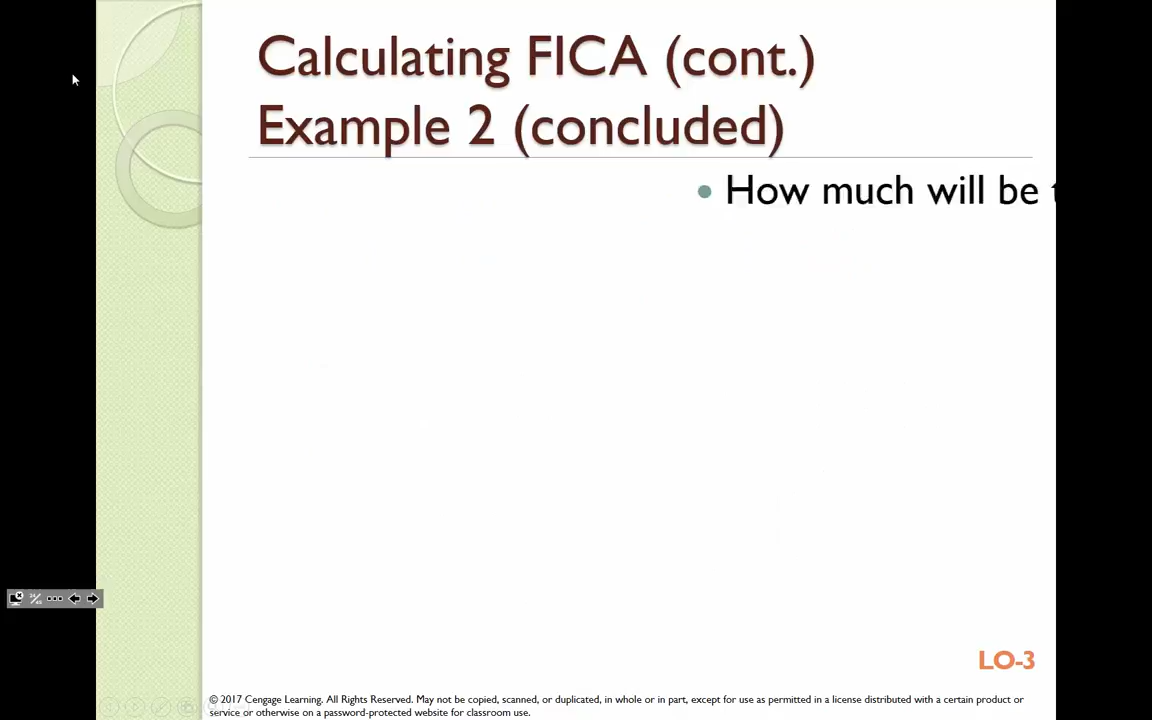 Calculating FICA (cont.)
Example 2 (concluded)
• How much will be
LO-3
© 2017 Cengage Learning. All Rights Reserved. May not be copied, scanned, or duplicated, in whole or in part, except for use as permitted in a license distributed with a certain product or
service or otherwise on a password-protected website for classroom use.